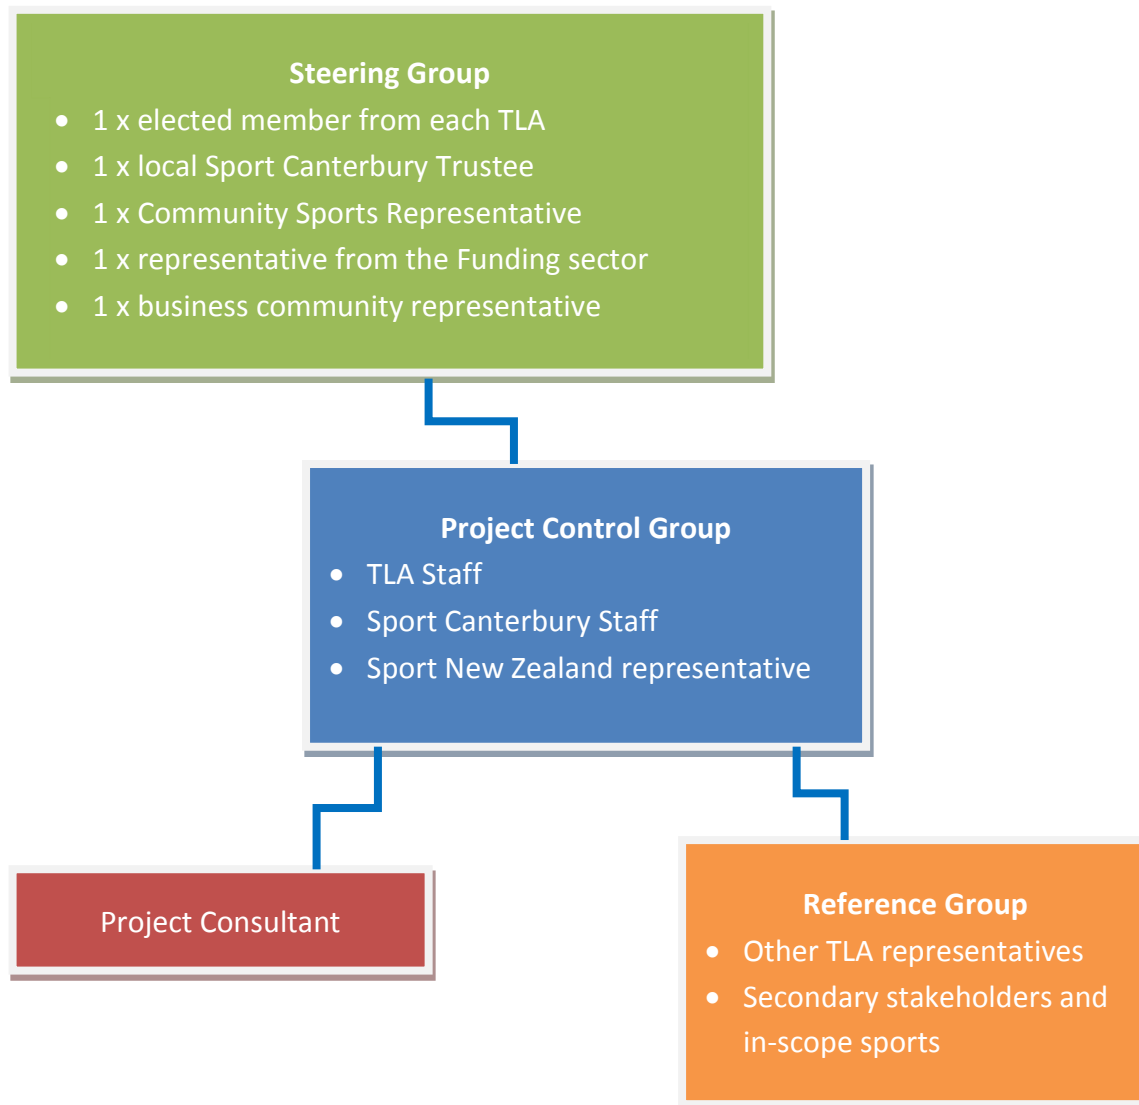 Steering Group
• 1 x elected member from each TLA
• 1 x local Sport Canterbury Trustee
• 1 x Community Sports Representative
• 1 x representative from the Funding sector
• 1 x business community representative
Project Control Group
• TLA Staff
• Sport Canterbury Staff
• Sport New Zealand representative
Project Consultant
Reference Group
• Other TLA representatives
• Secondary stakeholders and
in-scope sports